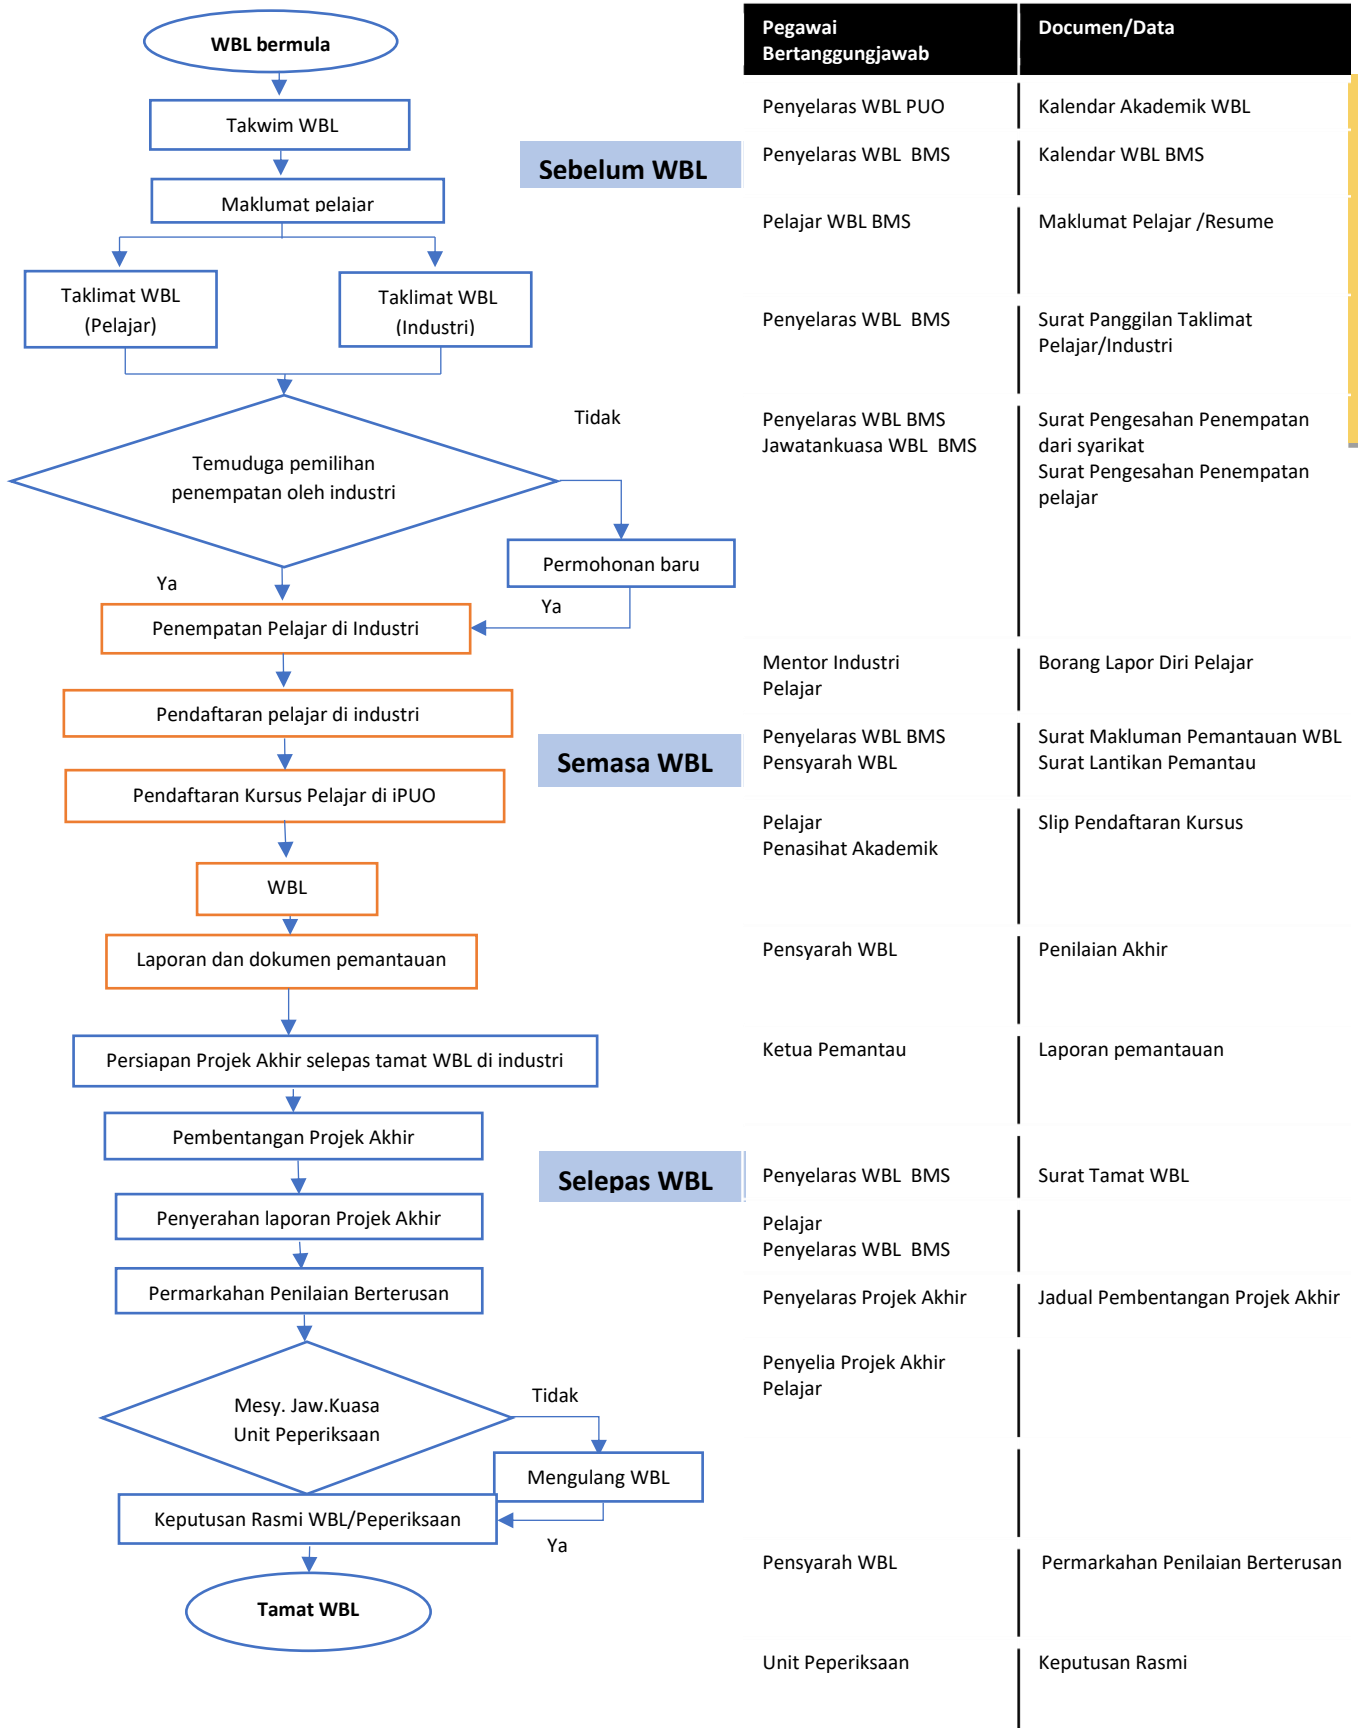 WBL bermula
Takwim WBL
Maklumat pelajar
Taklimat WBL
(Pelajar)
Taklimat WBL
(Industri)
Temuduga pemilihan
penempatan oleh industri
Tidak
Permohonan baru
Ya
Ya
Penempatan Pelajar di Industri
Pendaftaran pelajar di industri
Pendaftaran Kursus Pelajar di iPUO
WBL
Laporan dan dokumen pemantauan
Persiapan Projek Akhir selepas tamat WBL di industri
Pembentangan Projek Akhir
Penyerahan laporan Projek Akhir
Permarkahan Penilaian Berterusan
Mesy. Jaw.Kuasa
Unit Peperiksaan
Tidak
Mengulang WBL
Keputusan Rasmi WBL/Peperiksaan
Ya
Tamat WBL
Sebelum WBL
Semasa WBL
Selepas WBL
Pegawai
Bertanggungjawab
Documen/Data
Penyelaras WBL PUO
Kalendar Akademik WBL
Penyelaras WBL BMS
Kalendar WBL BMS
Pelajar WBL BMS
Maklumat Pelajar /Resume
Penyelaras WBL BMS
Surat Panggilan Taklimat
Pelajar/Industri
Penyelaras WBL BMS
Jawatankuasa WBL BMS
Surat Pengesahan Penempatan
dari syarikat
Surat Pengesahan Penempatan
pelajar
Mentor Industri
Pelajar
Borang Lapor Diri Pelajar
Penyelaras WBL BMS
Pensyarah WBL
Surat Makluman Pemantauan WBL
Surat Lantikan Pemantau
Pelajar
Penasihat Akademik
Slip Pendaftaran Kursus
Pensyarah WBL
Penilaian Akhir
Ketua Pemantau
Laporan pemantauan
Penyelaras WBL BMS
Surat Tamat WBL
Pelajar
Penyelaras WBL BMS
Penyelaras Projek Akhir
Jadual Pembentangan Projek Akhir
Penyelia Projek Akhir
Pelajar
Pensyarah WBL
Permarkahan Penilaian Berterusan
Unit Peperiksaan
Keputusan Rasmi